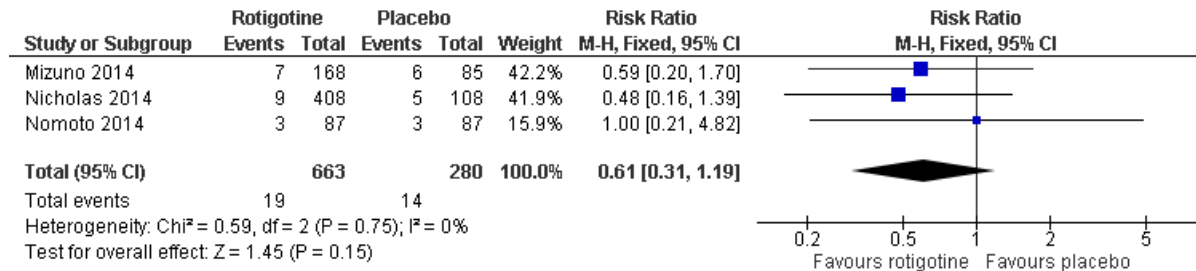 Rotigotine Placebo Risk Ratio Risk Ratio
Study or Subgroup Events Total Events Total Weight M-H, Fixed, 95% CI M-H, Fixed, 95% CI
Mizuno 2014 7 168 6 85 42.2% 0.59 [0.20, 1.70]
Nicholas 2014 9 408 5 108 41.9% 0.48 [0.16, 1.39]
Nomoto 2014 3 87 3 87 15.9% 1.00 [0.21, 4.82]
Total (95% CI) 663 280 100.0% 0.61 [0.31, 1.19]
Total events 19 14
Heterogeneity: Chi² = 0.59, df = 2 (P = 0.75); I² = 0%
Test for overall effect: Z = 1.45 (P = 0.15)
0.2 0.5 1 2 5
Favours rotigotine Favours placebo